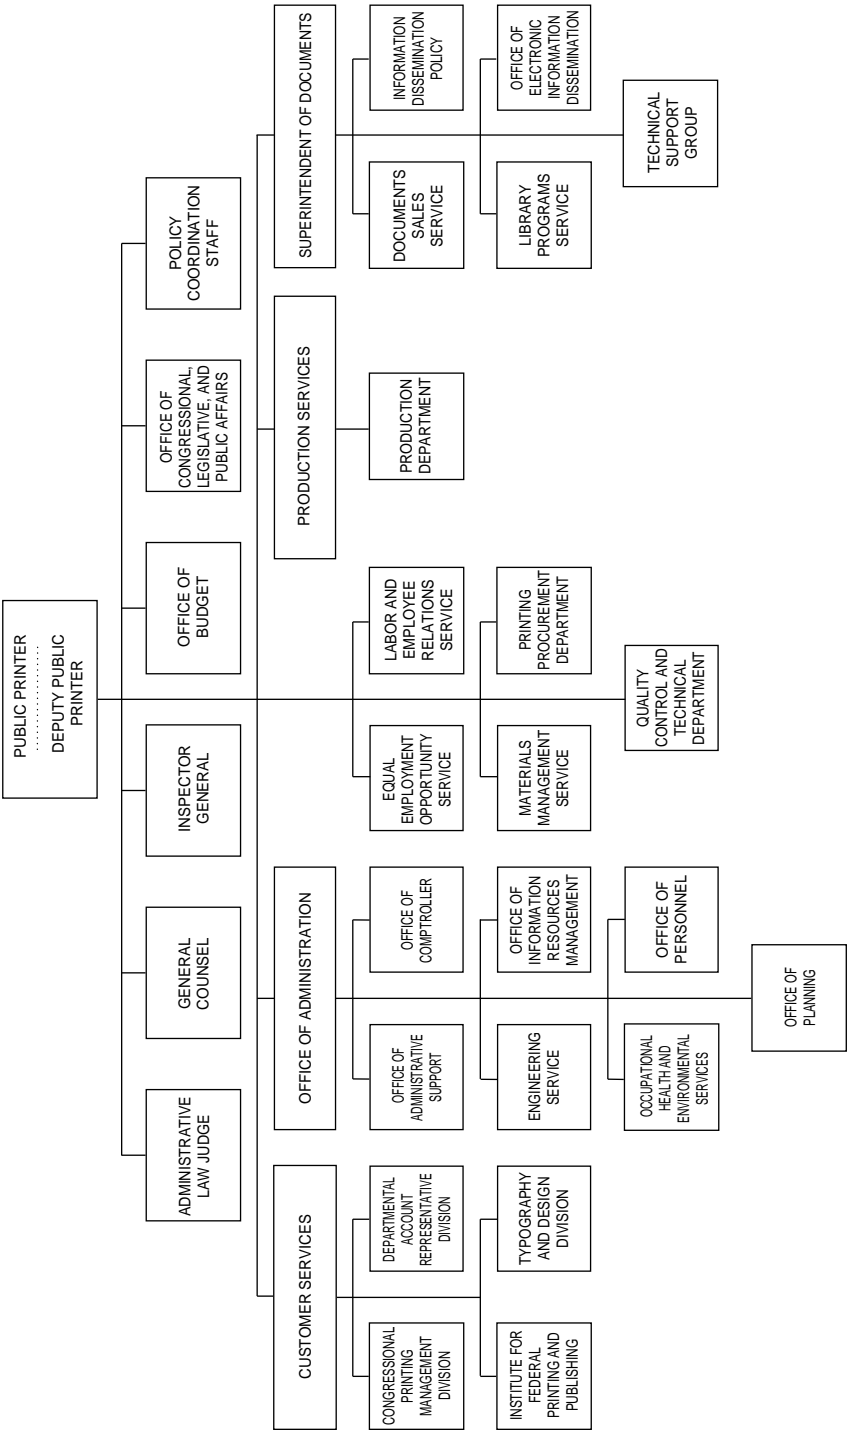 PUBLIC PRINTER
..................
DEPUTY PUBLIC
PRINTER
ADMINISTRATIVE
LAW JUDGE
GENERAL
COUNSEL
INSPECTOR
GENERAL
OFFICE OF
BUDGET
OFFICE OF
CONGRESSIONAL,
LEGISLATIVE, AND
PUBLIC AFFAIRS
POLICY
COORDINATION
STAFF
CUSTOMER SERVICES
OFFICE OF ADMINISTRATION
PRODUCTION SERVICES
SUPERINTENDENT OF DOCUMENTS
CONGRESSIONAL
PRINTING
MANAGEMENT
DIVISION
DEPARTMENTAL
ACCOUNT
REPRESENTATIVE
DIVISION
OFFICE OF
ADMINISTRATIVE
SUPPORT
OFFICE OF
COMPTROLLER
EQUAL
EMPLOYMENT
OPPORTUNITY
SERVICE
LABOR AND
EMPLOYEE
RELATIONS
SERVICE
PRODUCTION
DEPARTMENT
DOCUMENTS
SALES
SERVICE
INFORMATION
DISSEMINATION
POLICY
INSTITUTE FOR
FEDERAL
PRINTING AND
PUBLISHING
TYPOGRAPHY
AND DESIGN
DIVISION
ENGINEERING
SERVICE
OFFICE OF
INFORMATION
RESOURCES
MANAGEMENT
MATERIALS
MANAGEMENT
SERVICE
PRINTING
PROCUREMENT
DEPARTMENT
LIBRARY
PROGRAMS
SERVICE
OFFICE OF
ELECTRONIC
INFORMATION
DISSEMINATION
OCCUPATIONAL
HEALTH AND
ENVIRONMENTAL
SERVICES
OFFICE OF
PERSONNEL
QUALITY
CONTROL AND
TECHNICAL
DEPARTMENT
TECHNICAL
SUPPORT
GROUP
OFFICE OF
PLANNING